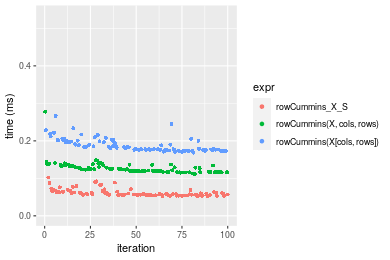 0.4
0.2
0.0
time (ms)
0
25
50
75
100
iteration
expr
rowCummins_X_S
rowCummins(X, cols, rows)
rowCummins(X[cols, rows])